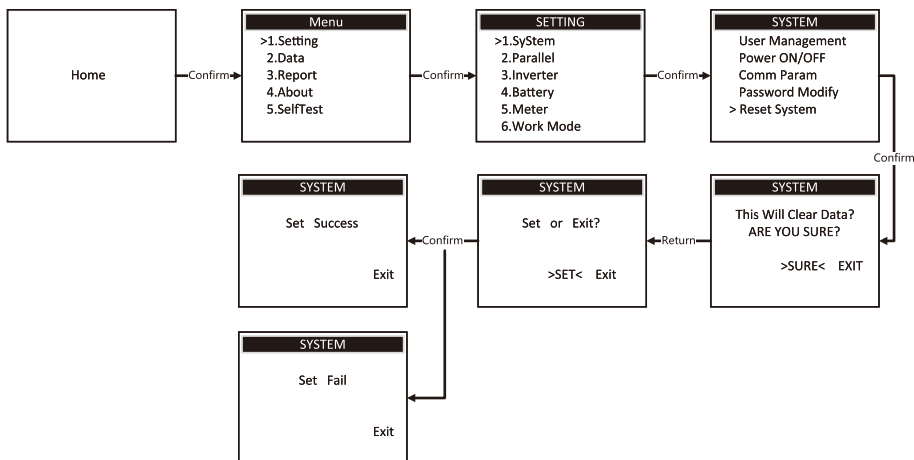 Home
Confirm
Menu
>1.Setting
2.Data
3.Report
4.About
5.SelfTest
Confirm
SETTING
>1.SyStem
2.Parallel
3.Inverter
4.Battery
5.Meter
6.Work Mode
Confirm
SYSTEM
User Management
Power ON/OFF
Comm Param
Password Modify
> Reset System
Confirm
SYSTEM
This Will Clear Data?
ARE YOU SURE?
>SURE< EXIT
Return
SYSTEM
Set or Exit?
>SET< Exit
Confirm
SYSTEM
Set Success
Exit
SYSTEM
Set Fail
Exit